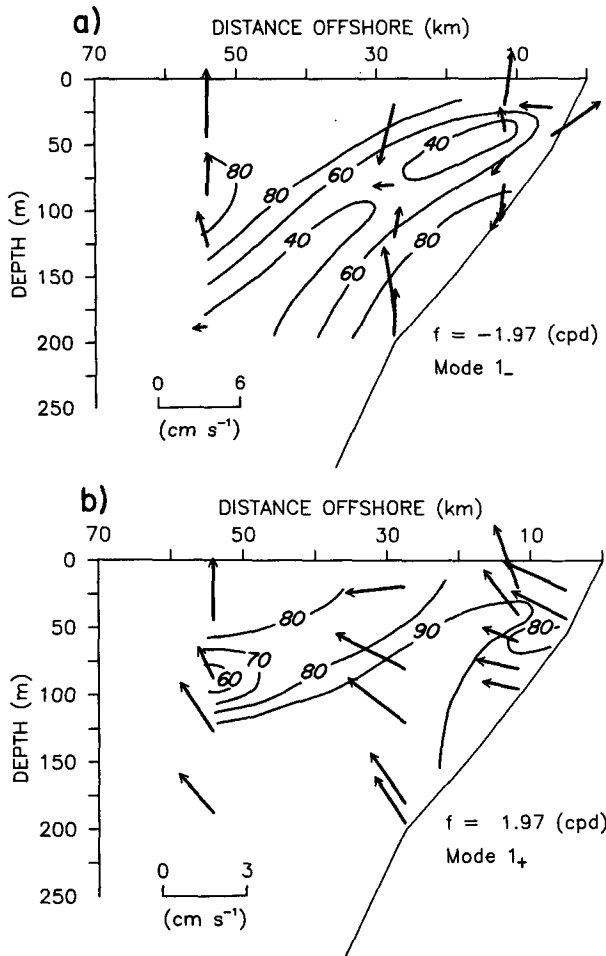 a)
DISTANCE OFFSHORE (km)
70 50 30 10
0
50
100
150
200
250
DEPTH (m)
80
80
60
40
40
60
80
f = −1.97 (cpd)
Mode 1₋
0 6
(cm s⁻¹)
b)
DISTANCE OFFSHORE (km)
70 50 30 10
0
50
100
150
200
250
DEPTH (m)
80
90
80
70
60
80
f = 1.97 (cpd)
Mode 1₊
0 3
(cm s⁻¹)